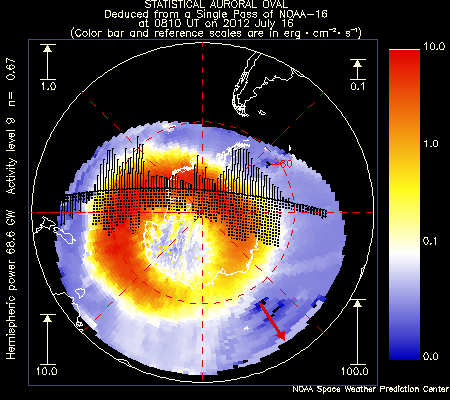 STATISTICAL AURORAL OVAL
Deduced from a Single Pass of NOAA-16
at 0810 UT on 2012 July 16
(Color bar and reference scales are in erg · cm⁻² · s⁻¹)
1.0
0.1
10.0
1.0
0.1
0.0
-60
Hemispheric power 68.6 GW Activity level 9 n= 0.67
10.0
100.0
NOAA Space Weather Prediction Center